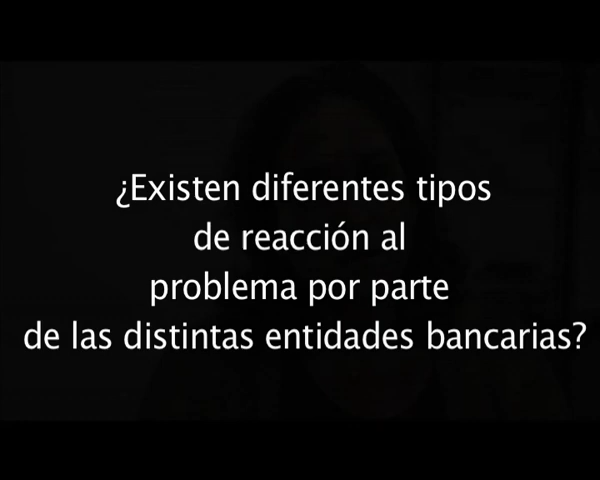 ¿Existen diferentes tipos
de reacción al
problema por parte
de las distintas entidades bancarias?